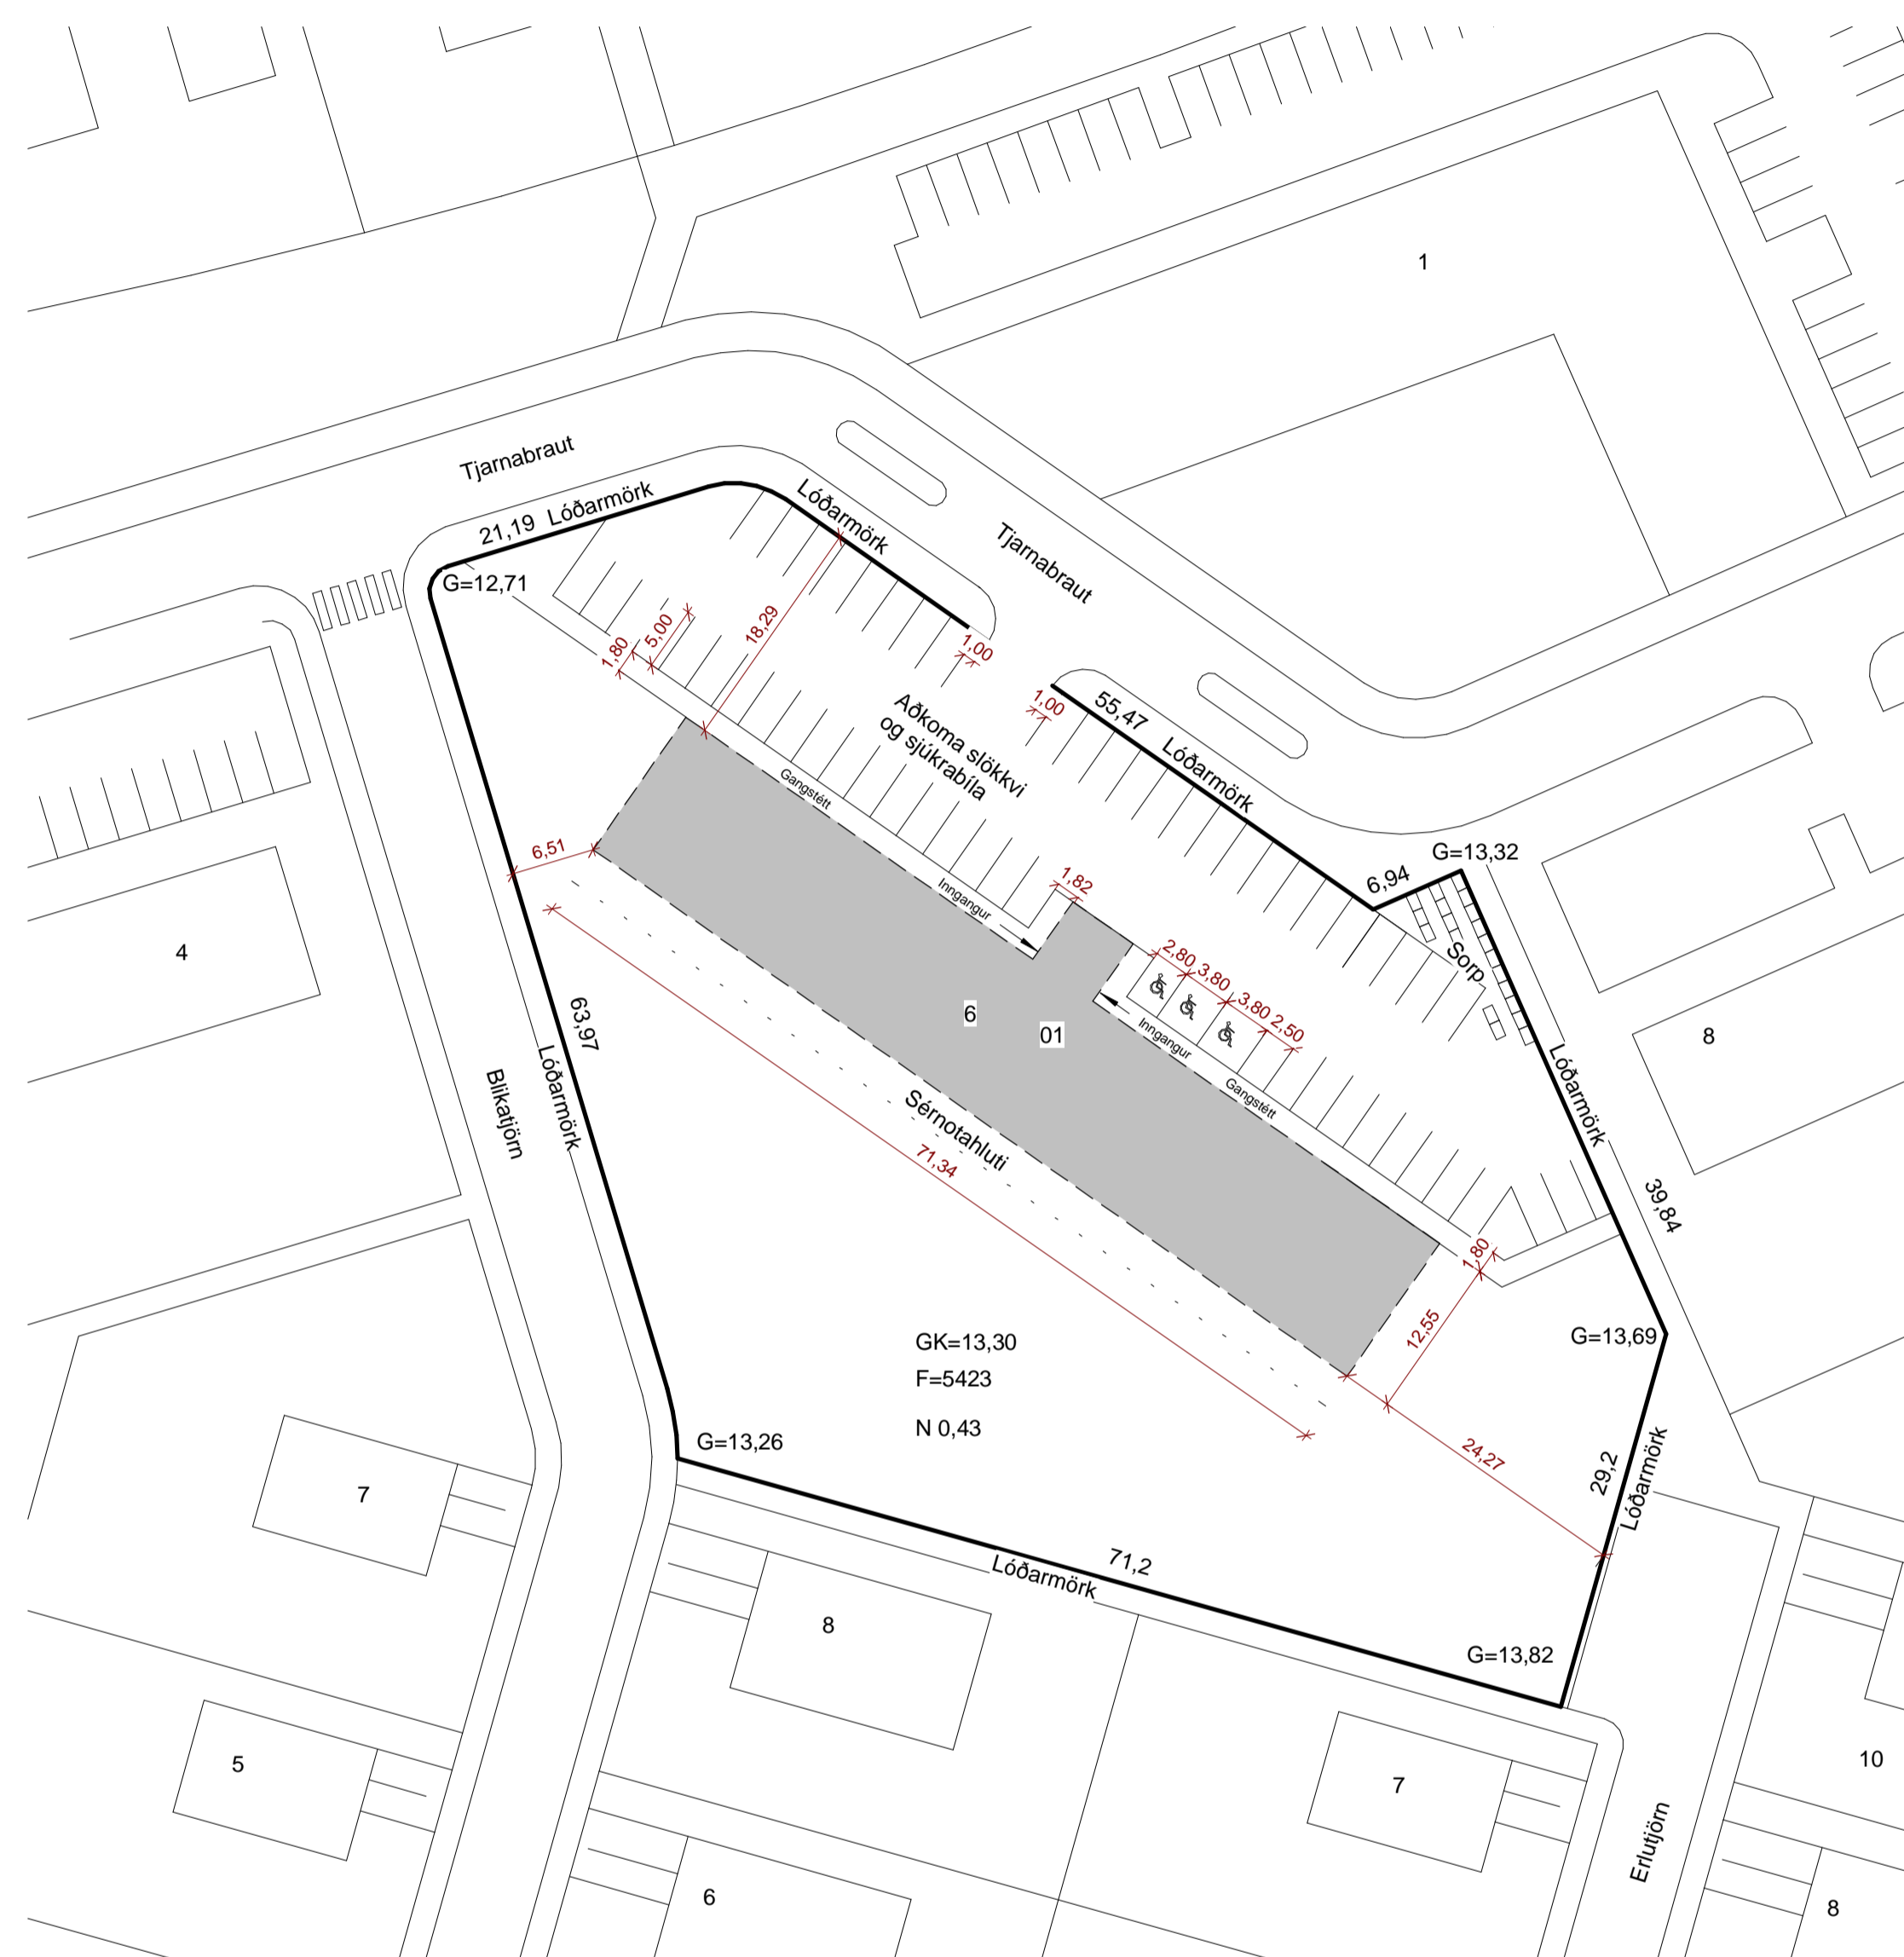 1
Tjarnabraut
21,19 Lóðarmörk
Lóðarmörk
Tjarnabraut
G=12,71
18,29
5,00
1,80
1,00
1,00
55,47
Lóðarmörk
Aðkoma slökkvi
og sjúkrabíla
Gangstétt
6,51
G=13,32
6,94
1,82
Inngangur
Sorp
4
2,80
3,80
3,80
2,50
6
01
63,97
Lóðarmörk
Blikatjörn
Inngangur
Gangstétt
Lóðarmörk
8
Sérnotahluti
71,34
39,84
1,80
12,55
GK=13,30
F=5423
N 0,43
G=13,69
G=13,26
24,27
29,2
Lóðarmörk
7
71,2
Lóðarmörk
8
G=13,82
5
7
10
Erlutjörn
6
8